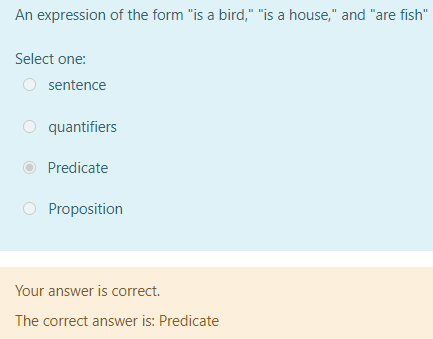 An expression of the form "is a bird," "is a house," and "are fish"
Select one:
sentence
quantifiers
Predicate
Proposition
Your answer is correct.
The correct answer is: Predicate